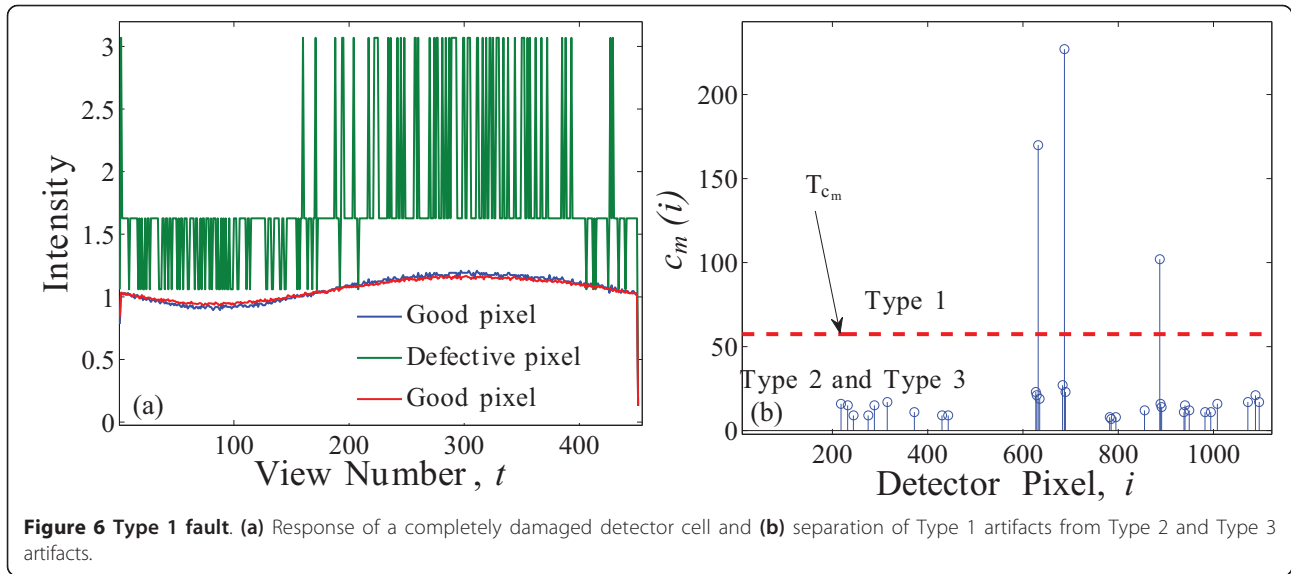 3
2.5
2
1.5
1
0.5
0
Intensity
Good pixel
Defective pixel
Good pixel
(a)
100 200 300 400
View Number, t
200
150
100
50
0
c_m(i)
T_{c_m}
Type 1
Type 2 and Type 3
(b)
200 400 600 800 1000
Detector Pixel, i
Figure 6 Type 1 fault. (a) Response of a completely damaged detector cell and (b) separation of Type 1 artifacts from Type 2 and Type 3
artifacts.